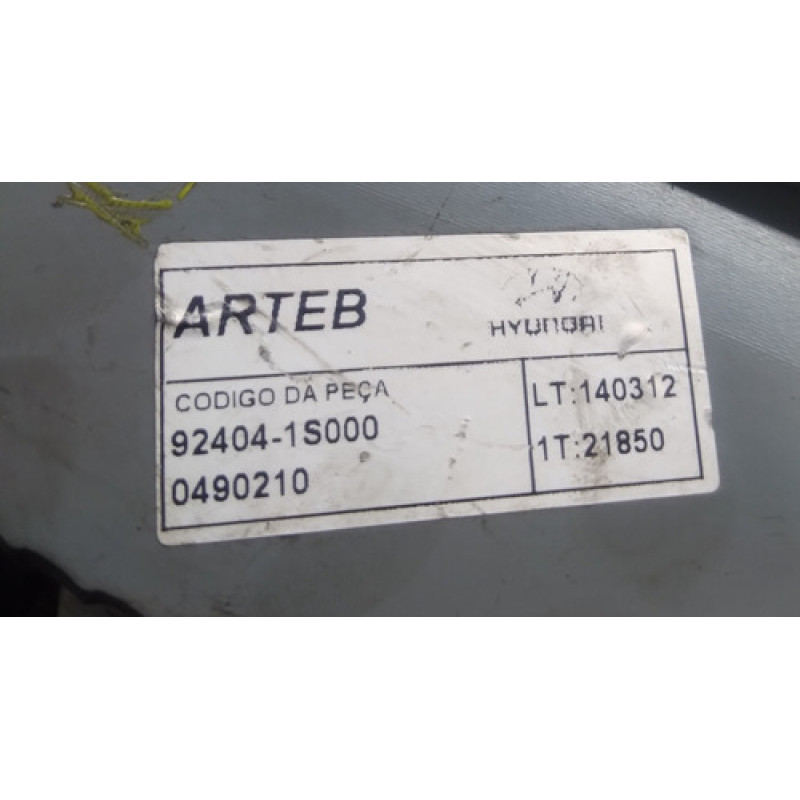 ARTEB
HYUNDAI
CODIGO DA PEÇA
92404-1S000
0490210
LT:140312
1T:21850